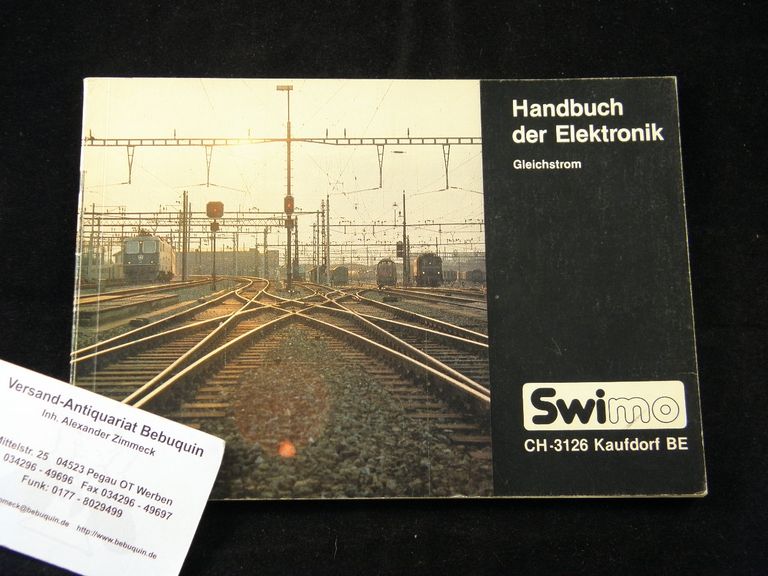 Handbuch
der Elektronik
Gleichstrom
Swimo
CH-3126 Kaufdorf BE
Versand-Antiquariat Bebuquin
Inh. Alexander Zimmeck
25 04523 Pegau OT Werben
034296 - 49696 Fax 034296 - 49697
Funk: 0177 - 8029499
http://www.bebuquin.de